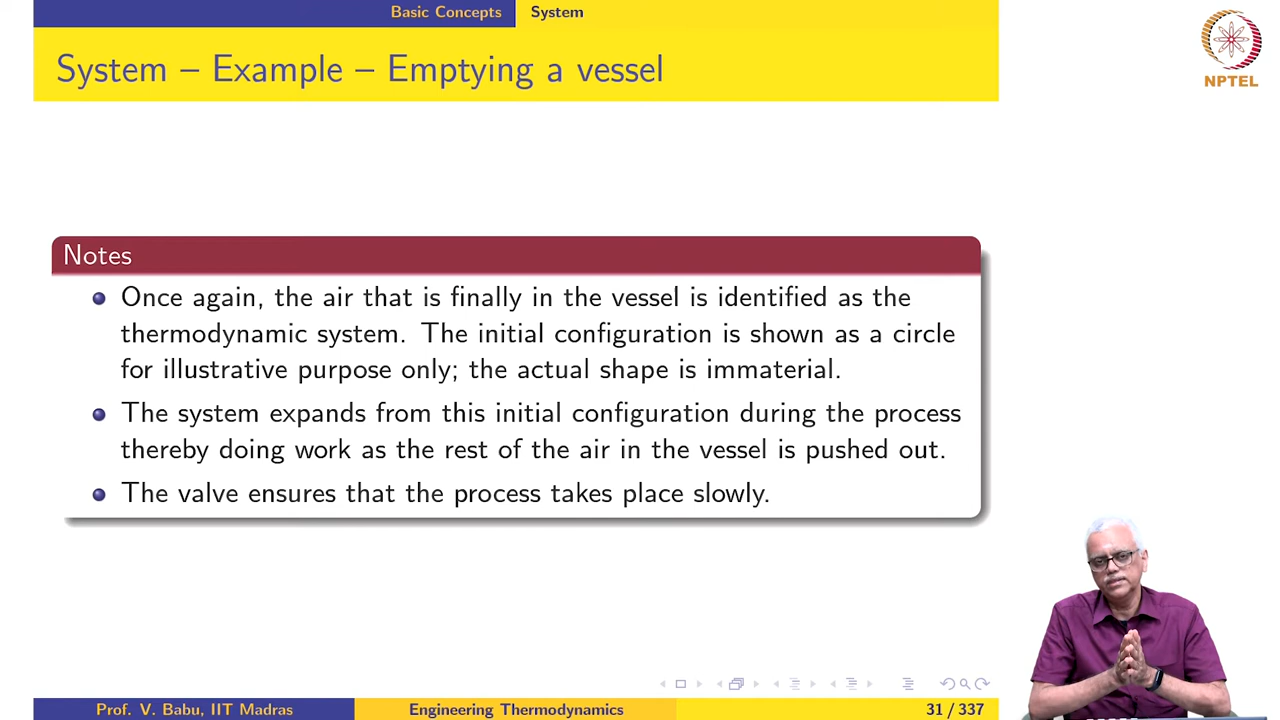 Basic Concepts System
System – Example – Emptying a vessel
NPTEL
Notes
Once again, the air that is finally in the vessel is identified as the
thermodynamic system. The initial configuration is shown as a circle
for illustrative purpose only; the actual shape is immaterial.
The system expands from this initial configuration during the process
thereby doing work as the rest of the air in the vessel is pushed out.
The valve ensures that the process takes place slowly.
Prof. V. Babu, IIT Madras Engineering Thermodynamics 31 / 337